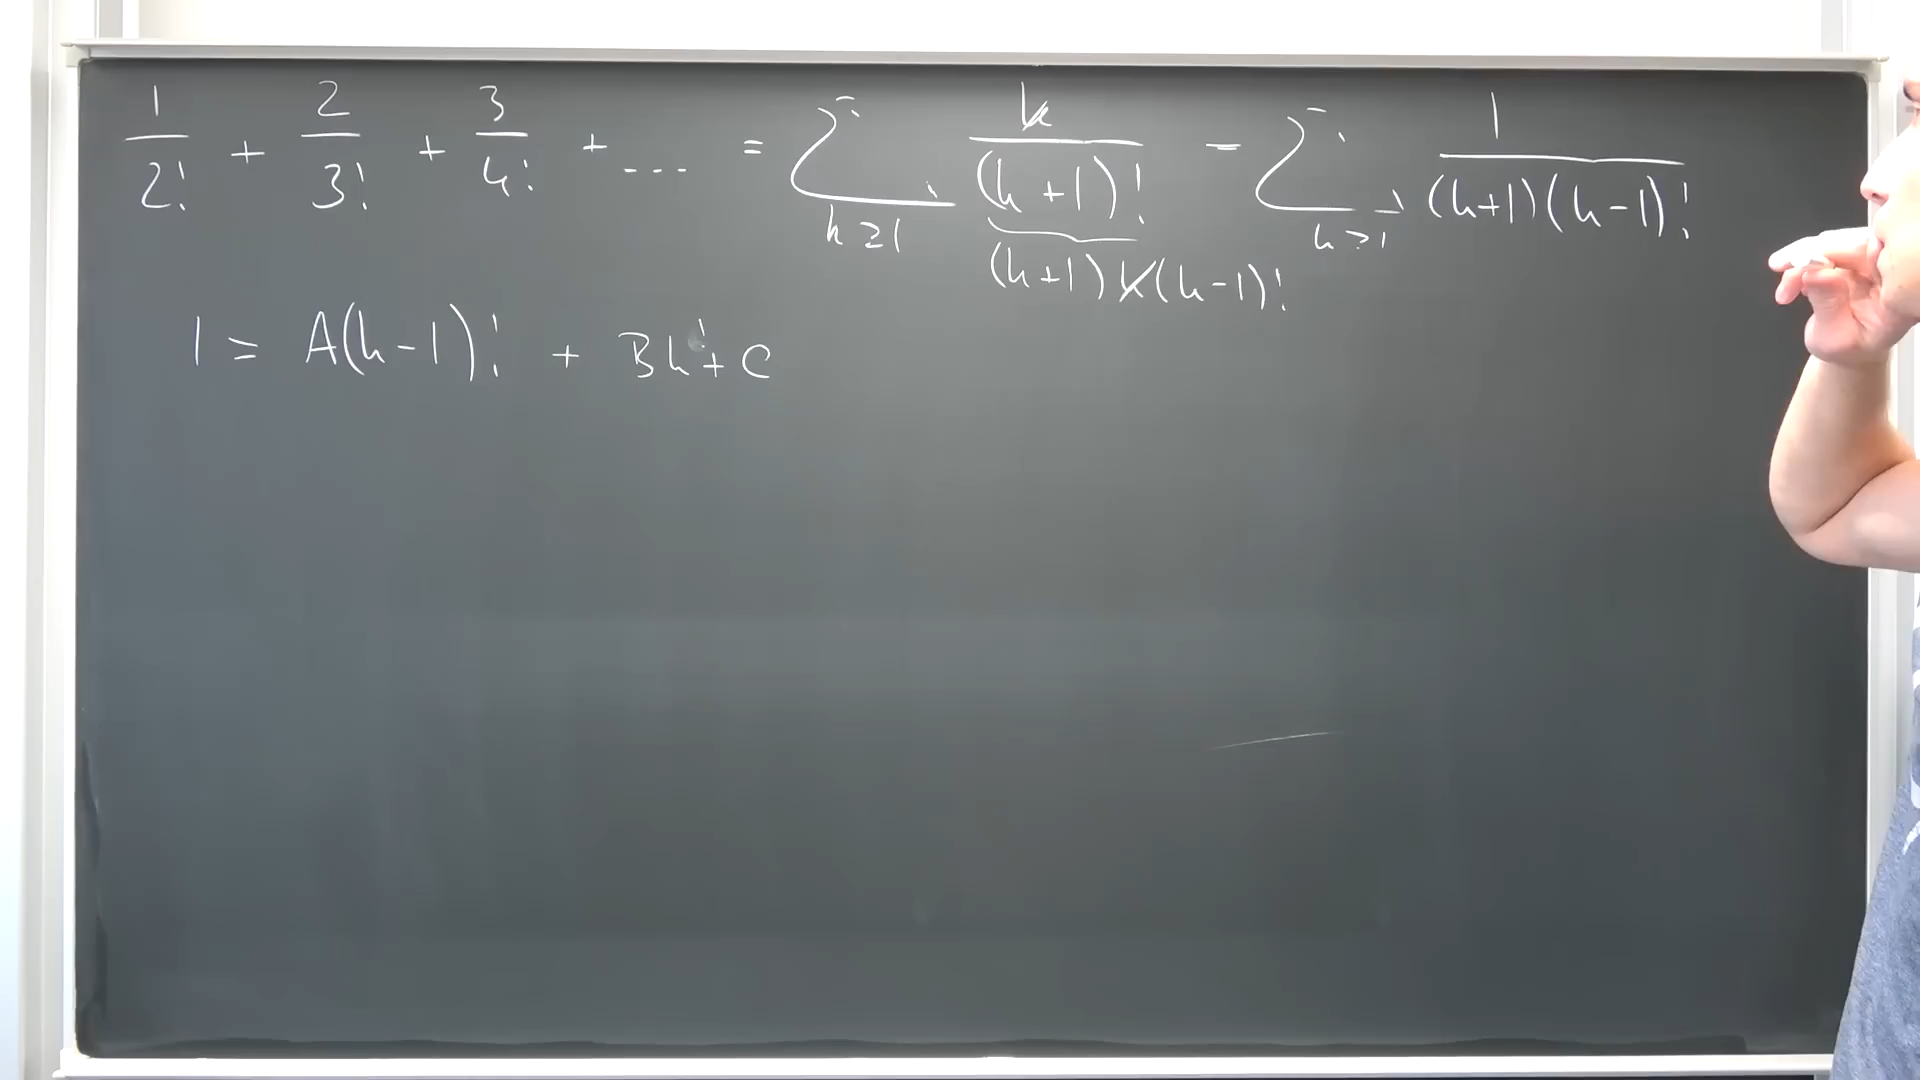 1/2! + 2/3! + 3/4! + ... = ∑_{k≥1} k/(k+1)! = ∑_{k≥1} 1/((k+1)(k-1)!)
(k+1)k(k-1)!
1 = A(k-1)! + Bk + C